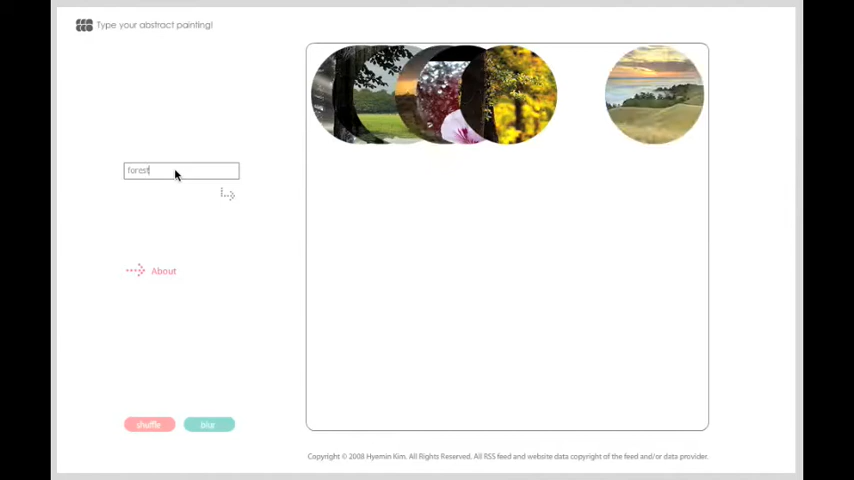 Type your abstract painting!
forest
About
shuffle
blur
Copyright © 2008 Hyemin Kim. All Rights Reserved. All RSS feed and website data copyright of the feed and/or data provider.